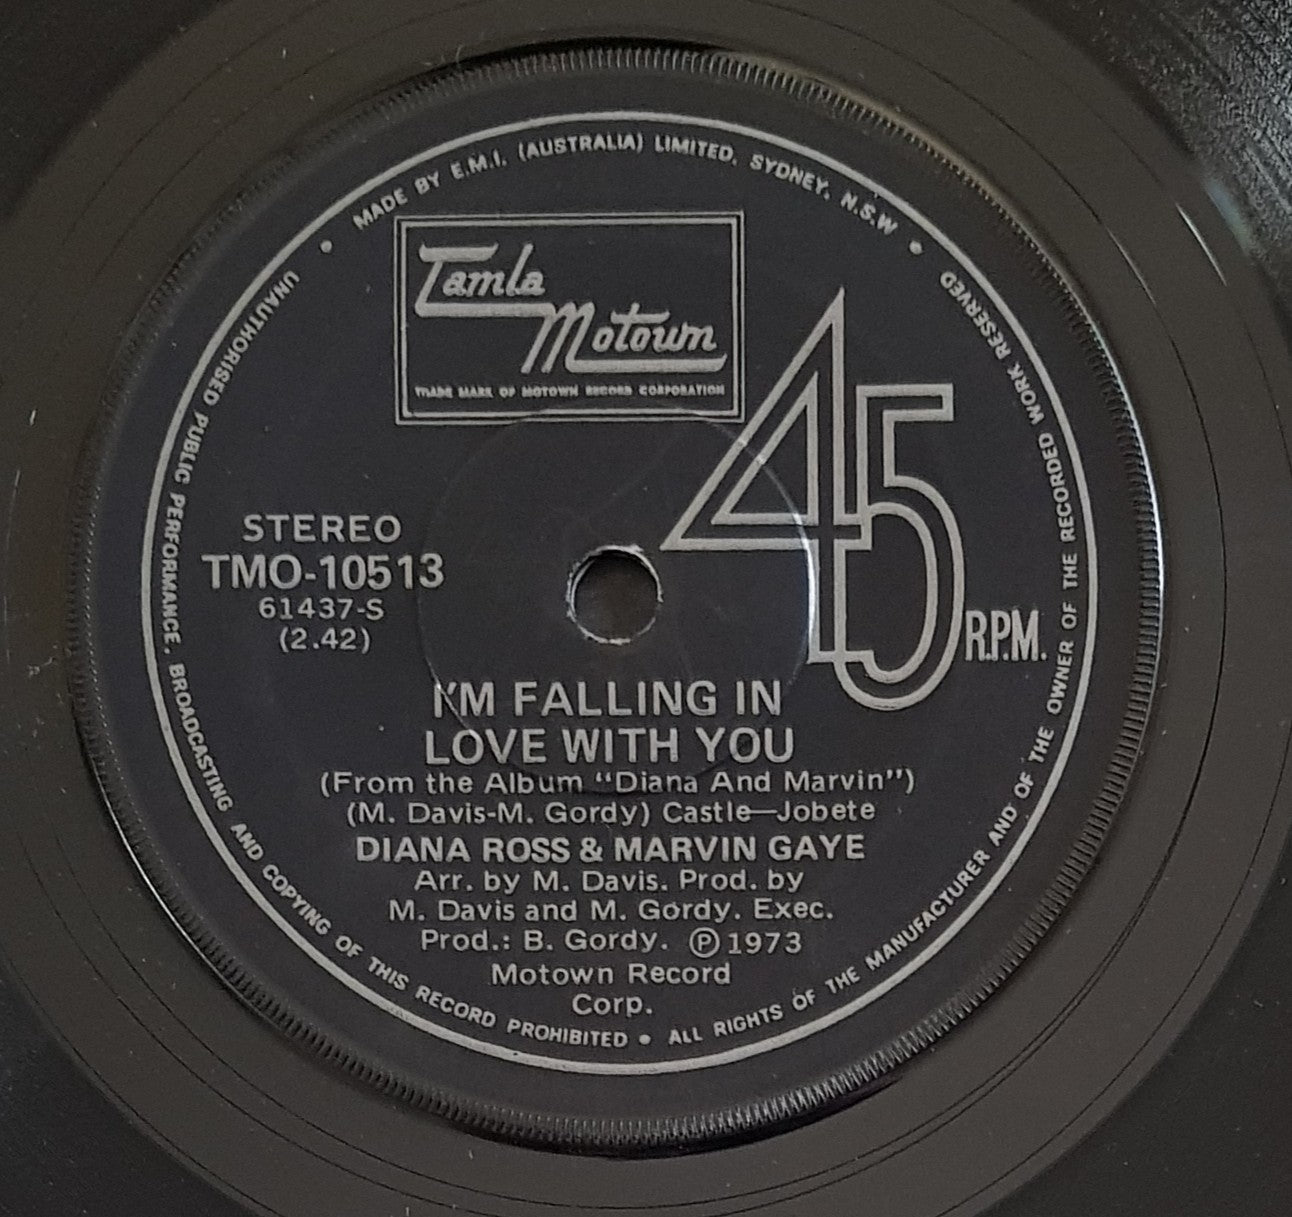 MADE BY E.M.I. (AUSTRALIA) LIMITED. SYDNEY, N.S.W •
Tamla
Motown
TRADE MARK OF MOTOWN RECORD CORPORATION
45
R.P.M.
STEREO
TMO-10513
61437-S
(2.42)
I'M FALLING IN
LOVE WITH YOU
(From the Album "Diana And Marvin")
(M. Davis-M. Gordy) Castle—Jobete
DIANA ROSS & MARVIN GAYE
Arr. by M. Davis. Prod. by
M. Davis and M. Gordy. Exec.
Prod.: B. Gordy. Ⓟ1973
Motown Record
Corp.
UNAUTHORISED PUBLIC PERFORMANCE. BROADCASTING AND COPYING OF THIS RECORD PROHIBITED • ALL RIGHTS OF THE MANUFACTURER AND OF THE OWNER OF THE RECORDED WORK RESERVED •